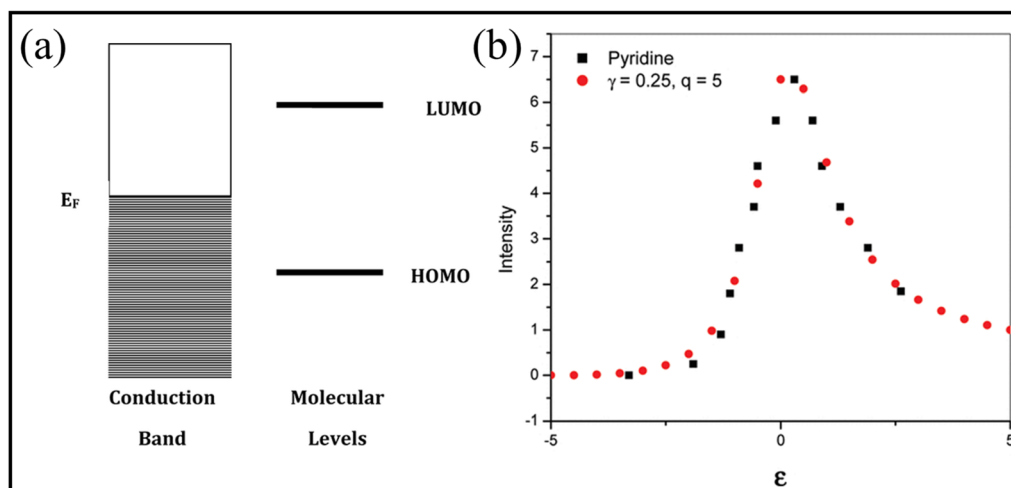 (a)
LUMO
E_F
HOMO
Conduction
Band
Molecular
Levels
(b)
Pyridine
γ = 0.25, q = 5
Intensity
7
6
5
4
3
2
1
0
-1
-5
0
5
ε